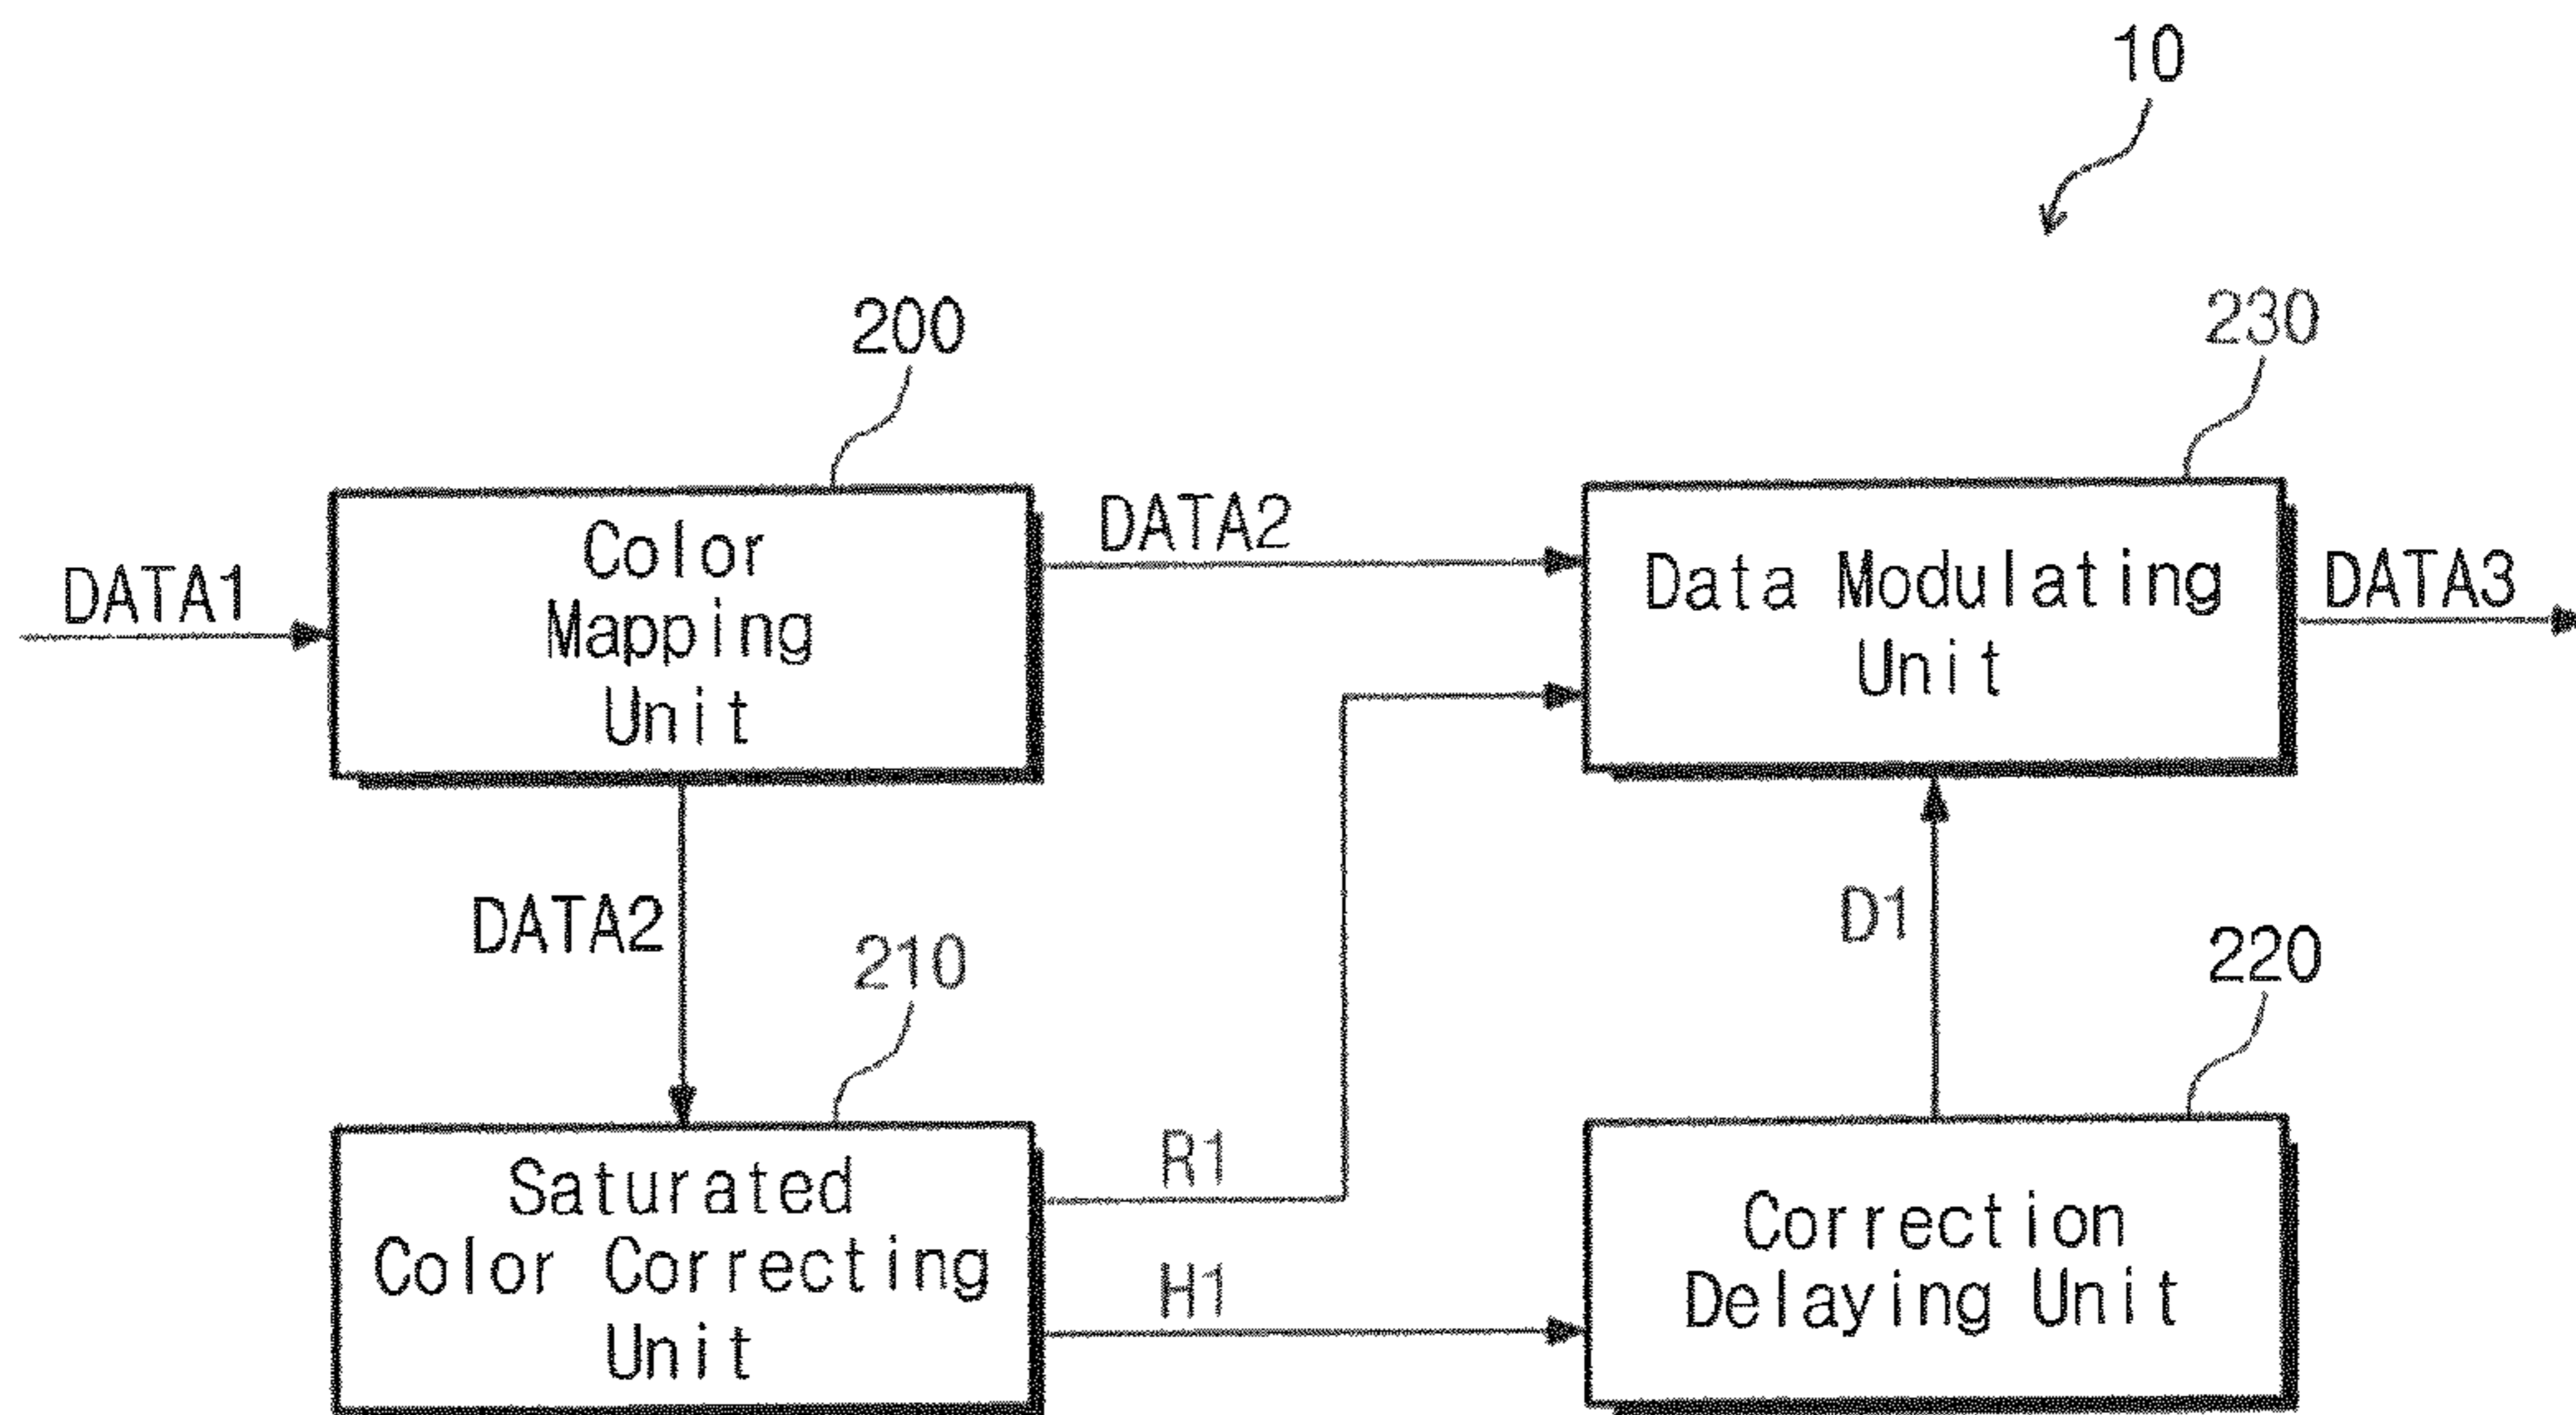 10
200
230
DATA1
Color
Mapping
Unit
DATA2
Data Modulating
Unit
DATA3
DATA2
D1
210
220
Saturated
Color Correcting
Unit
R1
H1
Correction
Delaying Unit